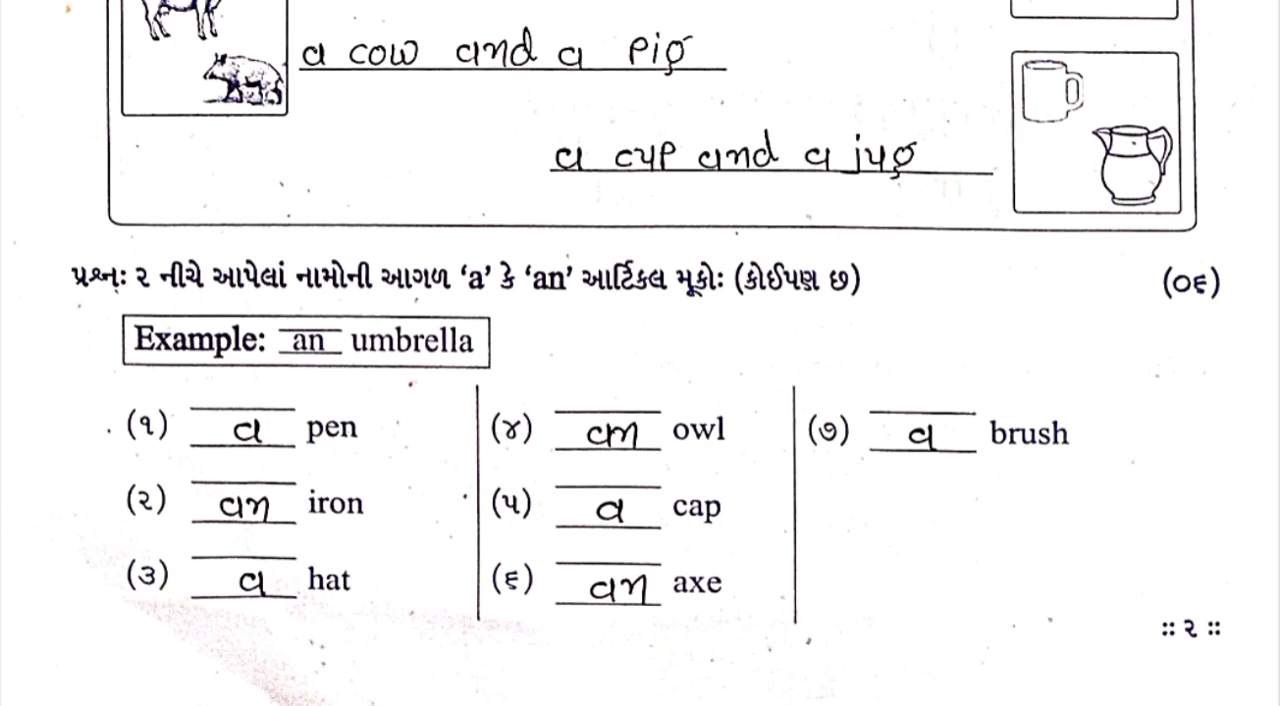 a cow and a pig
a cup and a jug
પ્રશ્ન: ૨ નીચે આપેલાં નામોની આગળ ‘a’ કે ‘an’ આર્ટિકલ મૂકો: (કોઈપણ છ) (૦૬)
Example: an umbrella
(૧) a pen (૪) an owl (૭) a brush
(૨) an iron (૫) a cap
(૩) a hat (૬) an axe
:: ૨ ::